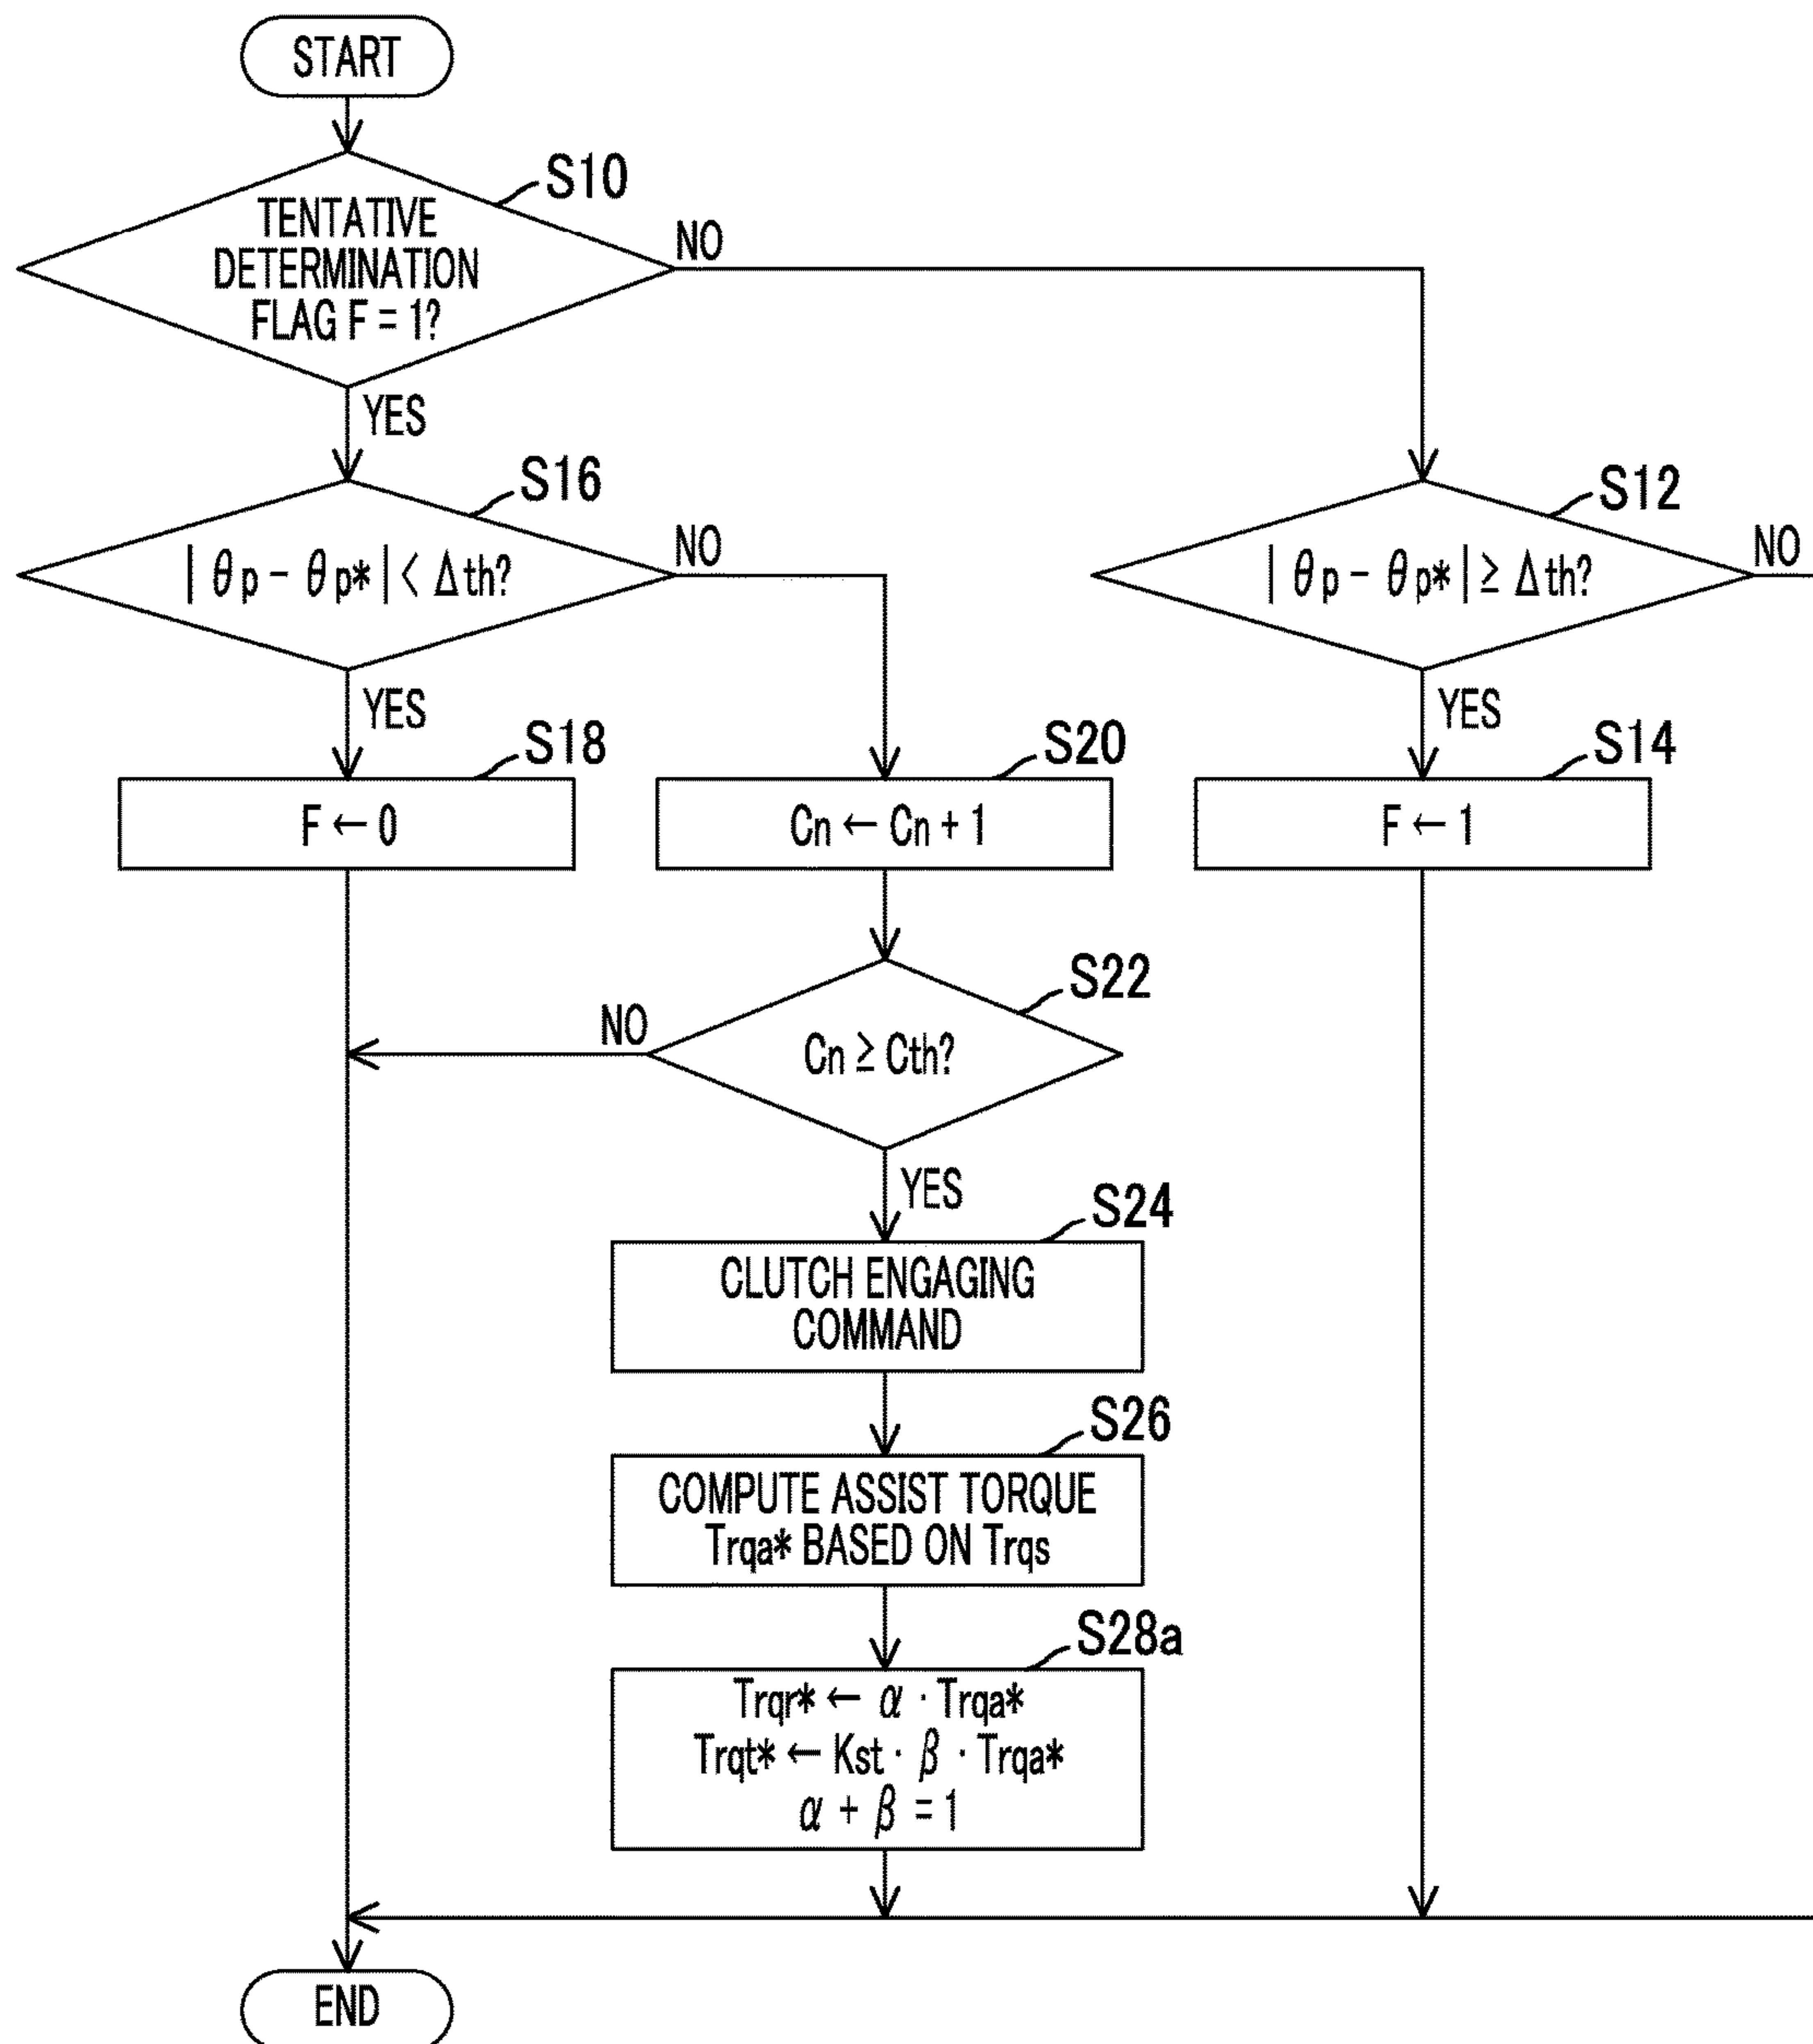 START
S10
TENTATIVE
DETERMINATION
FLAG F = 1?
NO
YES
S16
| θp - θp* | < Δth?
NO
S12
| θp - θp* | ≥ Δth?
NO
YES
YES
S18
F ← 0
S20
Cn ← Cn + 1
S14
F ← 1
S22
Cn ≥ Cth?
NO
YES
S24
CLUTCH ENGAGING
COMMAND
S26
COMPUTE ASSIST TORQUE
Trqa* BASED ON Trqs
S28a
Trqr* ← α · Trqa*
Trqt* ← Kst · β · Trqa*
α + β = 1
END